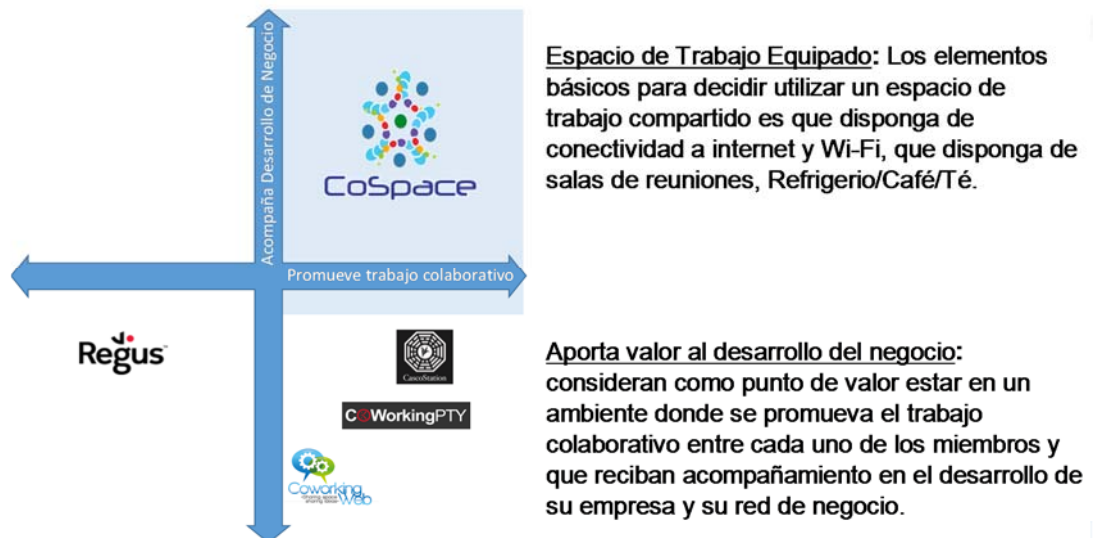 Acompaña Desarrollo de Negocio
CoSpace
Promueve trabajo colaborativo
Regus
CascoStation
COWorkingPTY
Coworking
sharing ideas
Web
Espacio de Trabajo Equipado: Los elementos
básicos para decidir utilizar un espacio de
trabajo compartido es que disponga de
conectividad a internet y Wi-Fi, que disponga de
salas de reuniones, Refrigerio/Café/Té.
Aporta valor al desarrollo del negocio:
consideran como punto de valor estar en un
ambiente donde se promueva el trabajo
colaborativo entre cada uno de los miembros y
que reciban acompañamiento en el desarrollo de
su empresa y su red de negocio.